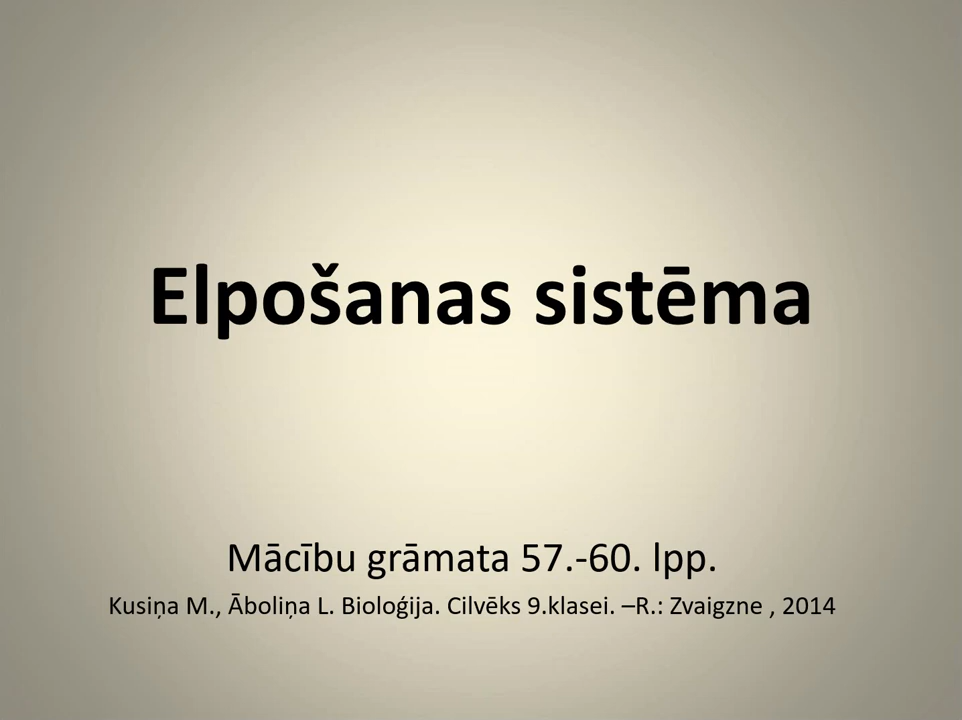 Elpošanas sistēma
Mācību grāmata 57.-60. lpp.
Kusiņa M., Āboliņa L. Bioloģija. Cilvēks 9.klasei. –R.: Zvaigzne , 2014